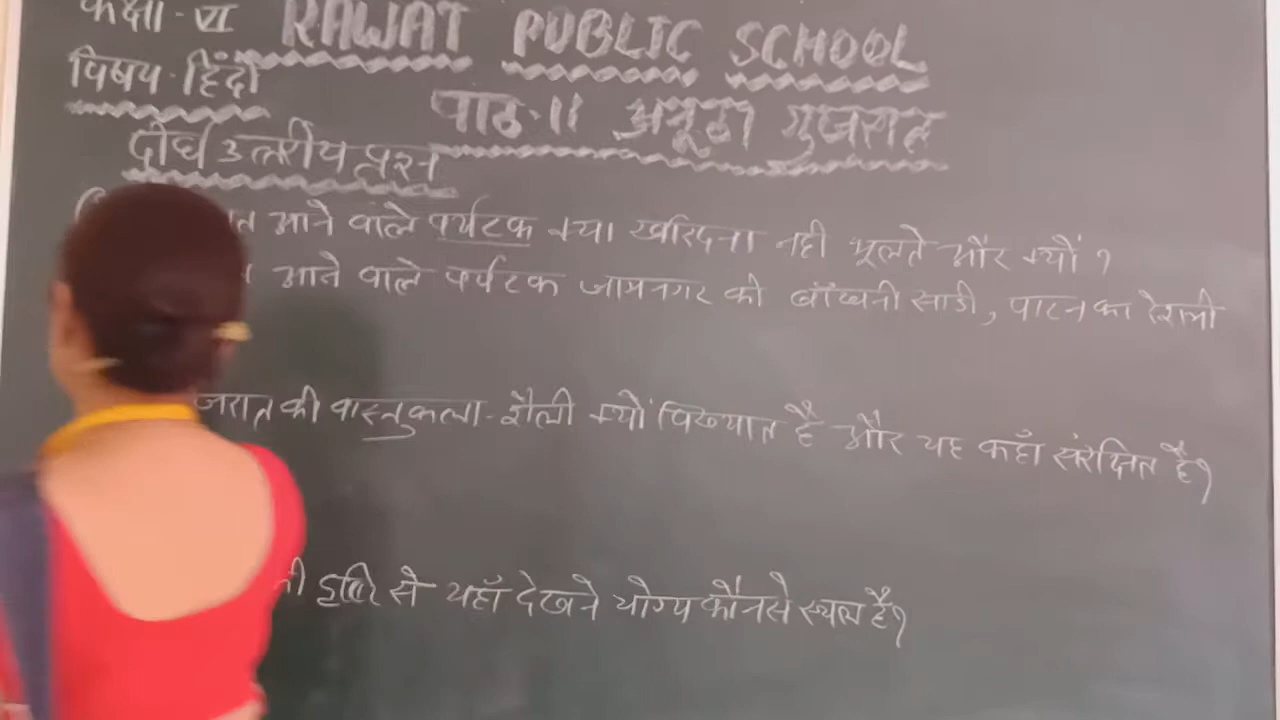 कक्षा - VI RAWAT PUBLIC SCHOOL
विषय - हिंदी
पाठ - 11 अनूठा गुजरात
दीर्घ उत्तरीय प्रश्न
आने वाले पर्यटक क्या खरिदना नही भूलते और क्यों ?
आने वाले पर्यटक जामनगर की बाँधनी साडी, पाटन का रेशमी
जरात की वास्तुकला - शैली क्यों विख्यात है और यह कहाँ संरक्षित है?
से यहाँ देखने योग्य कौनसे स्थल है?